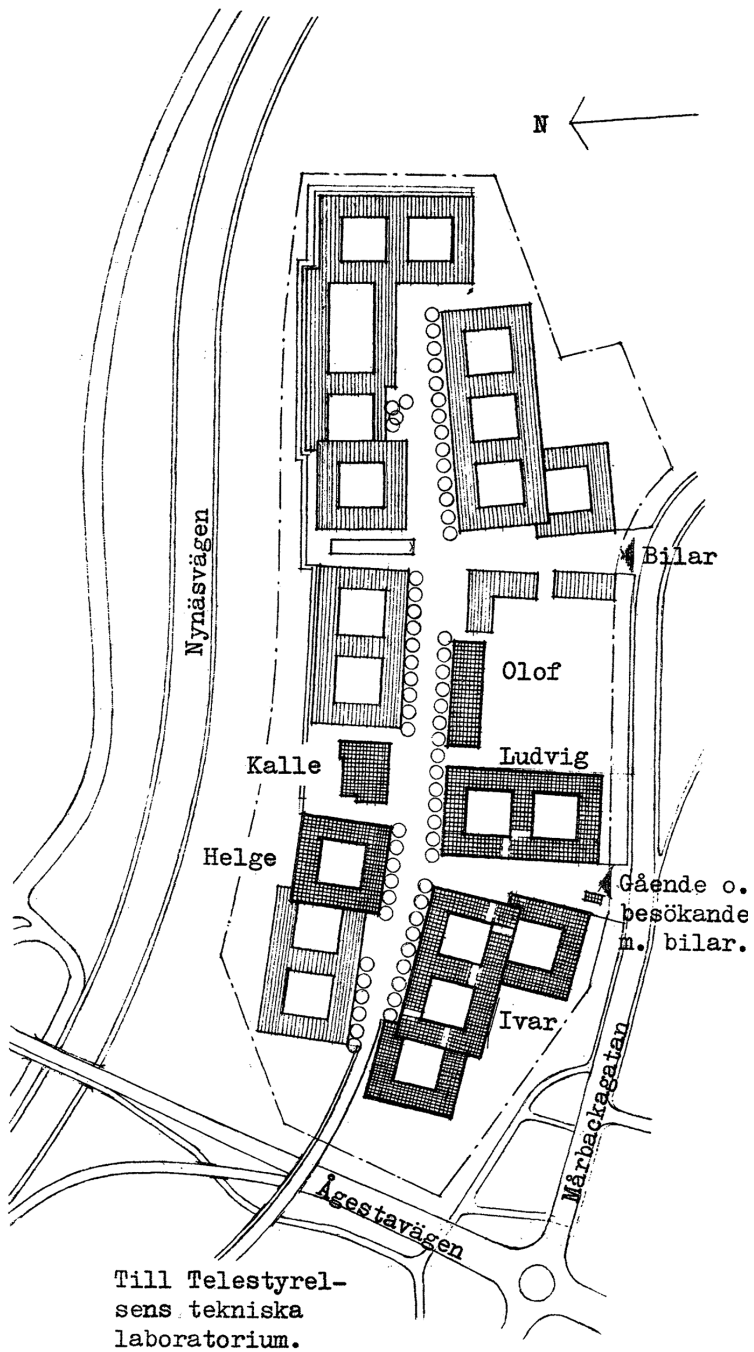 N
Bilar
Nynäsvägen
Olof
Ludvig
Kalle
Helge
Gående o.
besökande
m. bilar.
Ivar
Mårbackagatan
Ågestavägen
Till Telestyrel-
sens tekniska
laboratorium.